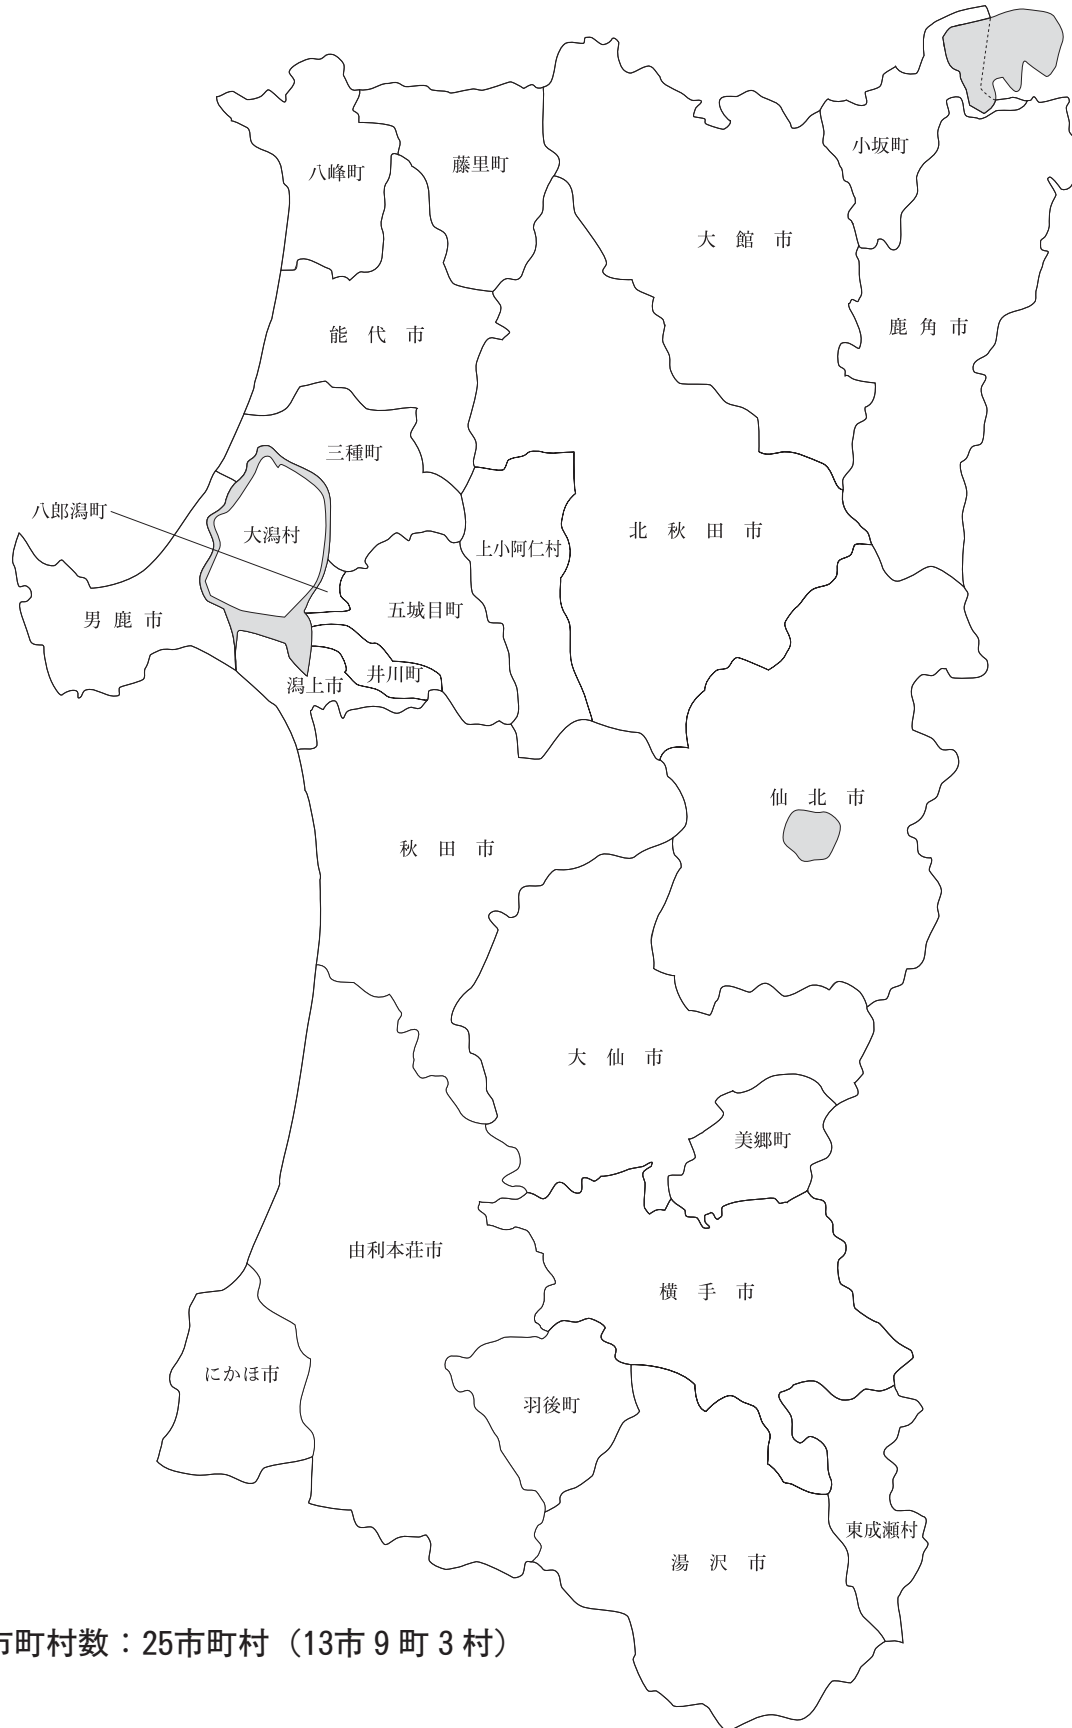 小坂町
八峰町
藤里町
大館市
鹿角市
能代市
三種町
八郎潟町
大潟村
北秋田市
上小阿仁村
男鹿市
五城目町
井川町
潟上市
仙北市
秋田市
大仙市
美郷町
由利本荘市
横手市
にかほ市
羽後町
東成瀬村
湯沢市
市町村数：25市町村（13市9町3村）